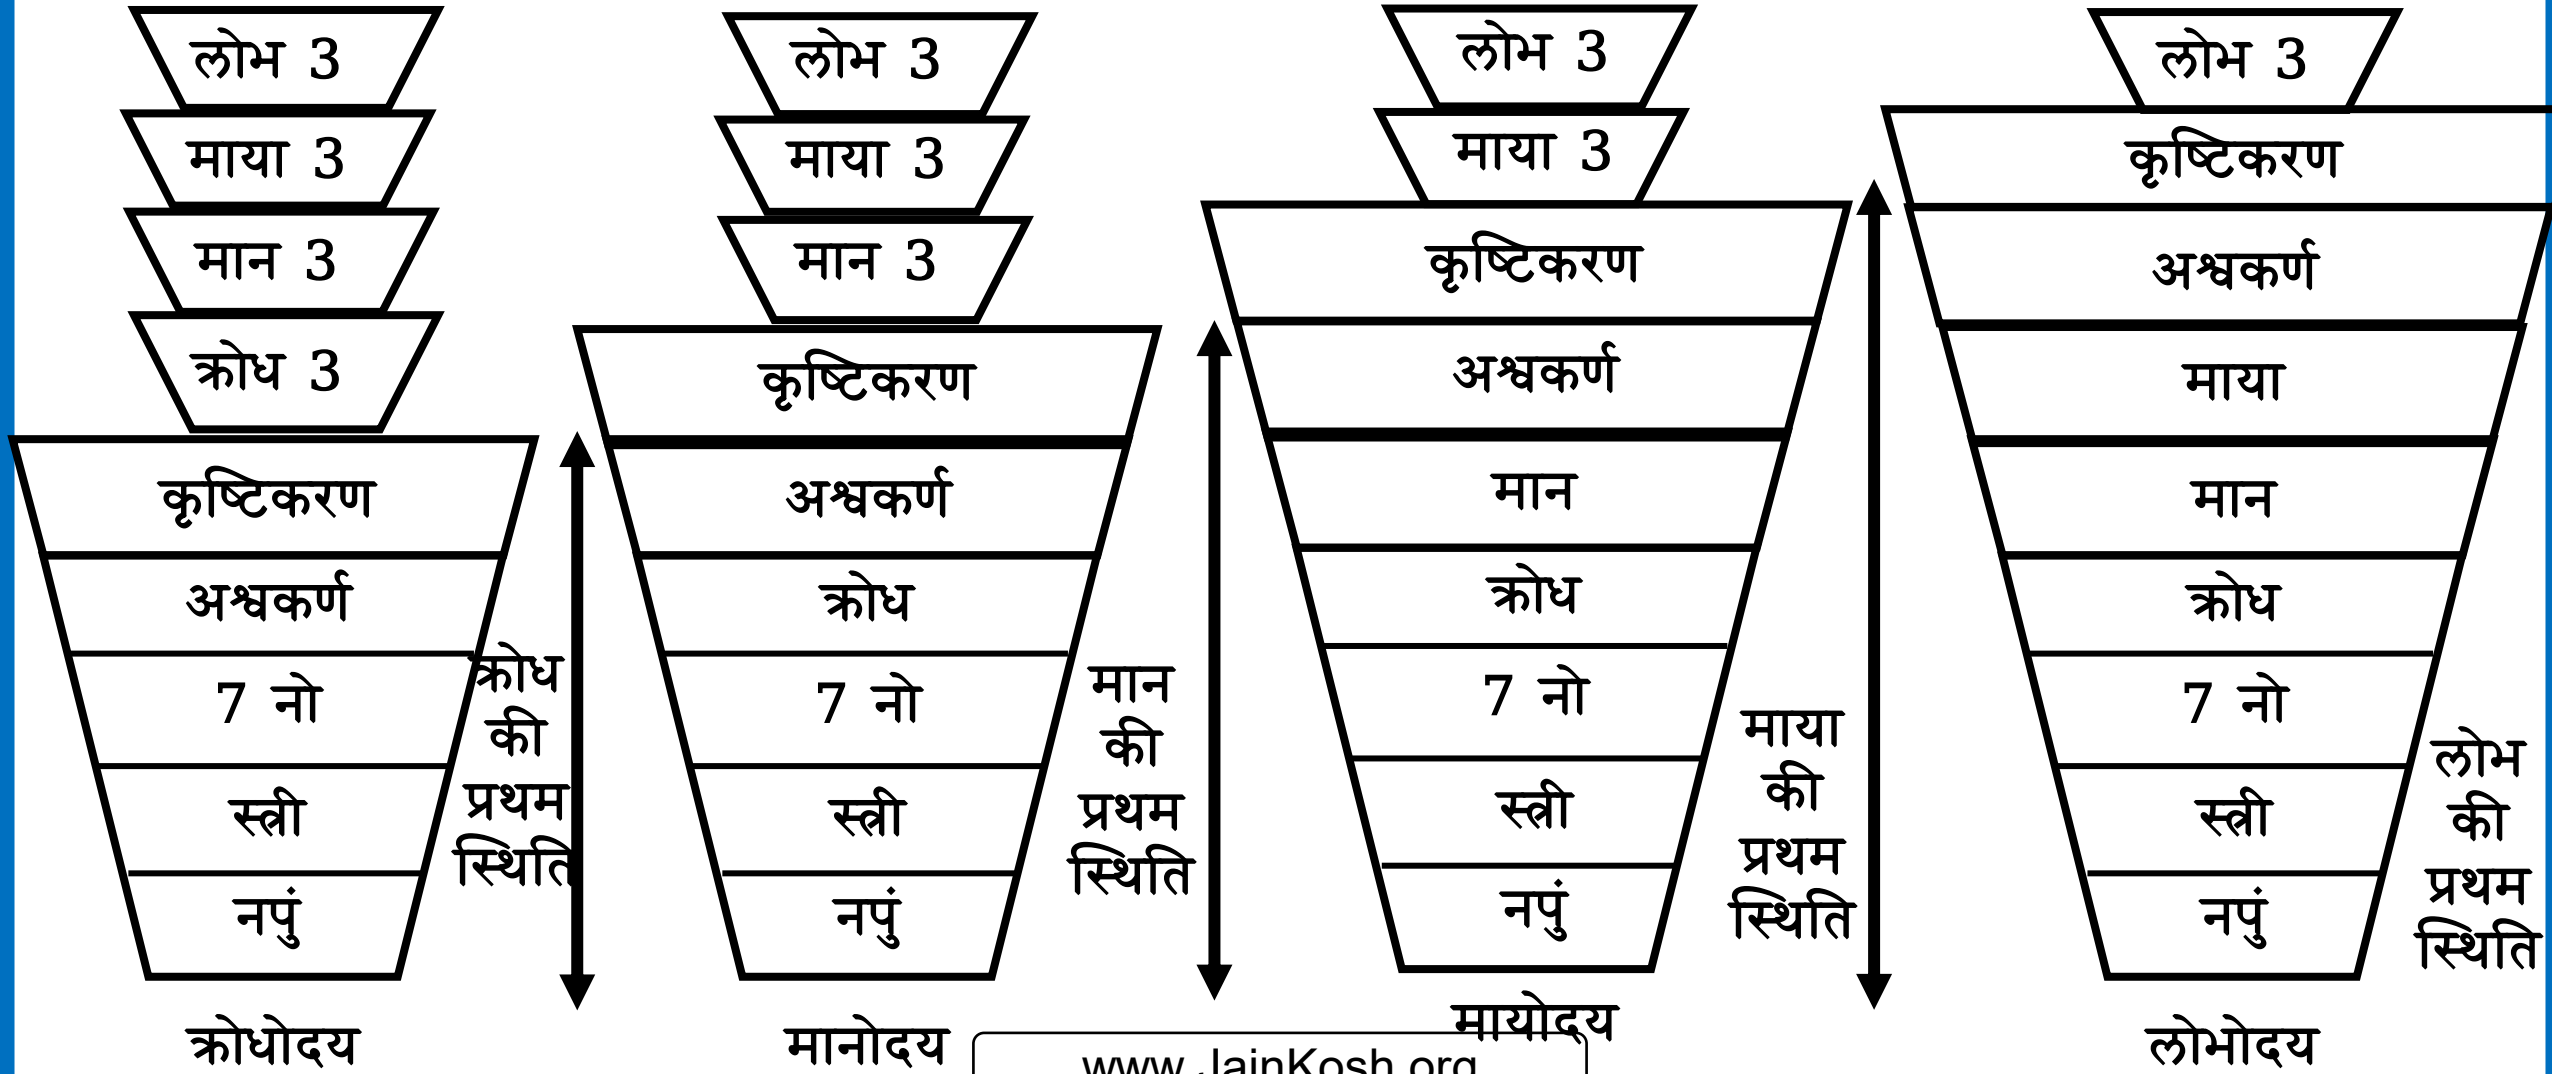 लोभ 3
माया 3
मान 3
क्रोध 3
कृष्टिकरण
अश्वकर्ण
7 नो
स्त्री
नपुं
क्रोधोदय
क्रोध
की
प्रथम
स्थिति
लोभ 3
माया 3
मान 3
कृष्टिकरण
अश्वकर्ण
क्रोध
7 नो
स्त्री
नपुं
मानोदय
मान
की
प्रथम
स्थिति
लोभ 3
माया 3
कृष्टिकरण
अश्वकर्ण
मान
क्रोध
7 नो
स्त्री
नपुं
मायोदय
माया
की
प्रथम
स्थिति
लोभ 3
कृष्टिकरण
अश्वकर्ण
माया
मान
क्रोध
7 नो
स्त्री
नपुं
लोभोदय
लोभ
की
प्रथम
स्थिति
www.JainKosh.org